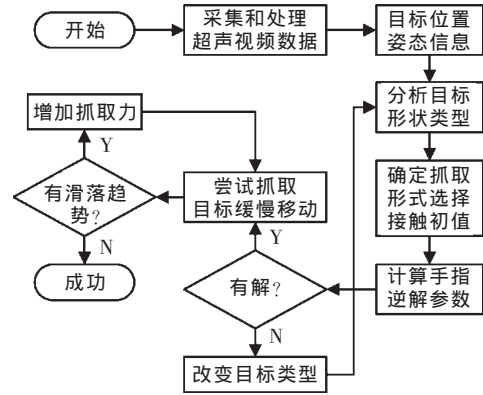 开始
采集和处理
超声视频数据
目标位置
姿态信息
分析目标
形状类型
确定抓取
形式选择
接触初值
计算手指
逆解参数
有解?
Y
N
改变目标类型
尝试抓取
目标缓慢移动
有滑落趋
势?
Y
N
增加抓取力
成功